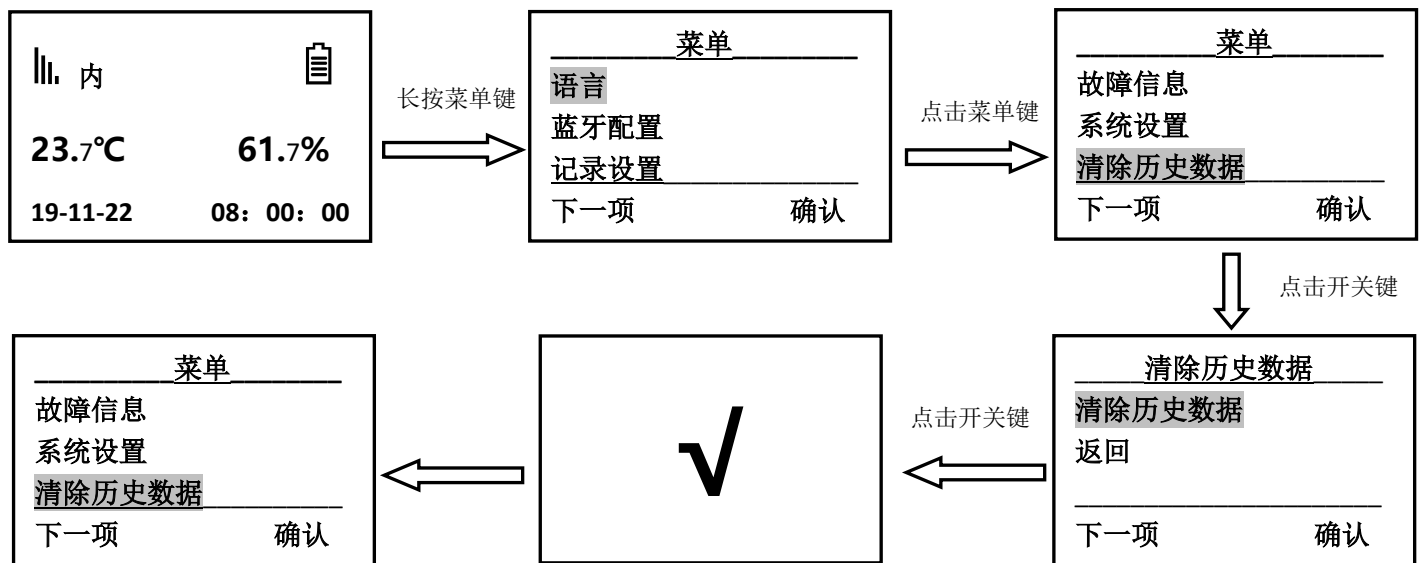 内
23.7℃ 61.7%
19-11-22 08：00：00
长按菜单键
菜单
语言
蓝牙配置
记录设置
下一项 确认
点击菜单键
菜单
故障信息
系统设置
清除历史数据
下一项 确认
点击开关键
清除历史数据
清除历史数据
返回
下一项 确认
点击开关键
√
菜单
故障信息
系统设置
清除历史数据
下一项 确认